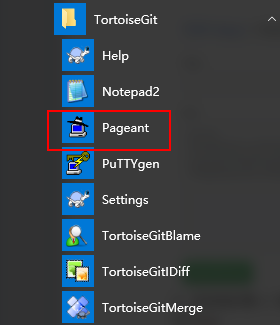 TortoiseGit
Help
Notepad2
Pageant
PuTTYgen
Settings
TortoiseGitBlame
TortoiseGitIDiff
TortoiseGitMerge